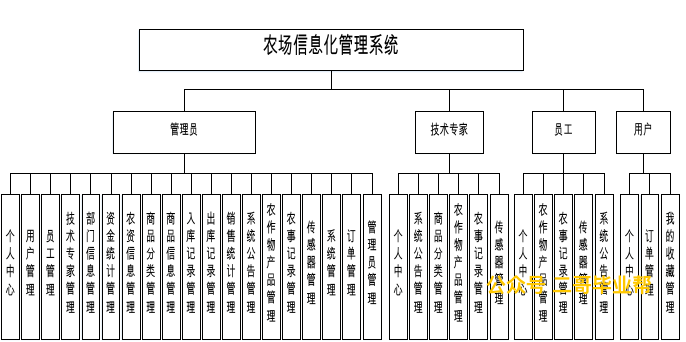 农场信息化管理系统
管理员
技术专家
员工
用户
个人中心
用户管理
员工管理
技术专家管理
部门信息管理
资金统计管理
农资信息管理
商品分类管理
商品信息管理
入库记录管理
出库记录管理
销售统计管理
系统公告管理
农作物产品管理
农事记录管理
传感器管理
系统管理
订单管理
管理员管理
个人中心
系统公告管理
商品分类管理
农作物产品管理
农事记录管理
传感器管理
个人中心
农作物产品管理
农事记录管理
传感器管理
系统公告管理
个人中心
订单管理
我的收藏管理
公众号 二哥毕业帮